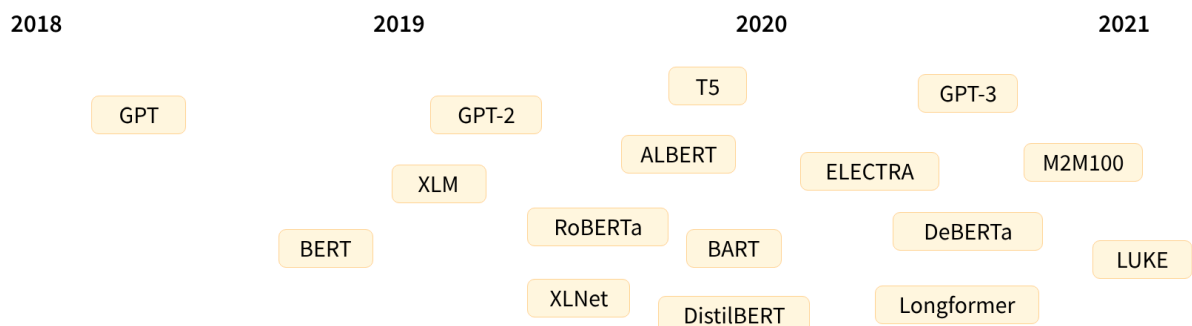 2018 2019 2020 2021
T5
GPT-3
GPT GPT-2
ALBERT
M2M100
ELECTRA
XLM
RoBERTa
DeBERTa
BERT BART
LUKE
XLNet
Longformer
DistilBERT